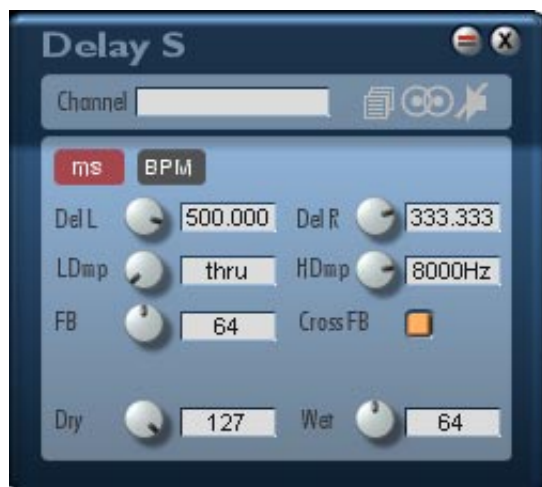 Delay S
Channel
ms BPM
Del L 500.000 Del R 333.333
LDmp thru HDmp 8000Hz
FB 64 Cross FB
Dry 127 Wet 64